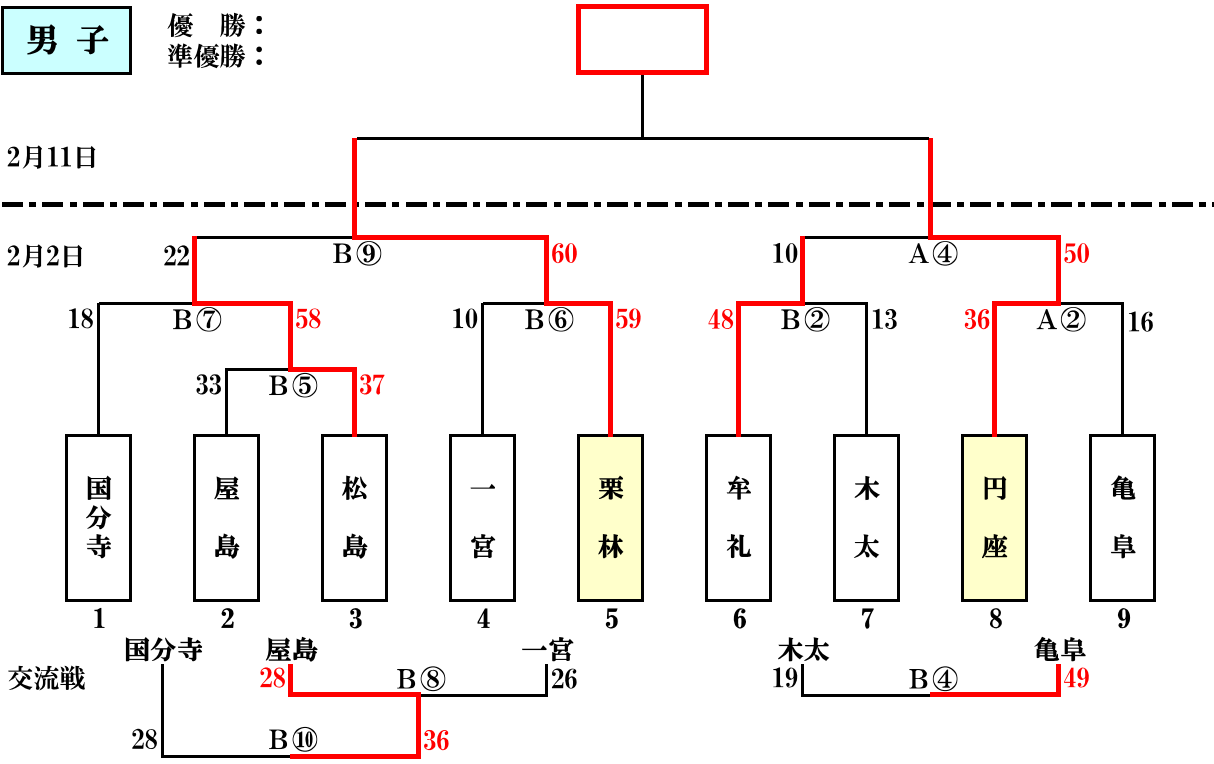 男 子
優 勝：
準優勝：
2月11日
2月2日
22 B⑨ 60 10 A④ 50
18 B⑦ 58 10 B⑥ 59 48 B② 13 36 A② 16
33 B⑤ 37
国分寺 屋島 松島 一宮 栗林 牟礼 木太 円座 亀阜
1 2 3 4 5 6 7 8 9
国分寺 屋島 一宮 木太 亀阜
交流戦 28 B⑧ 26 19 B④ 49
28 B⑩ 36